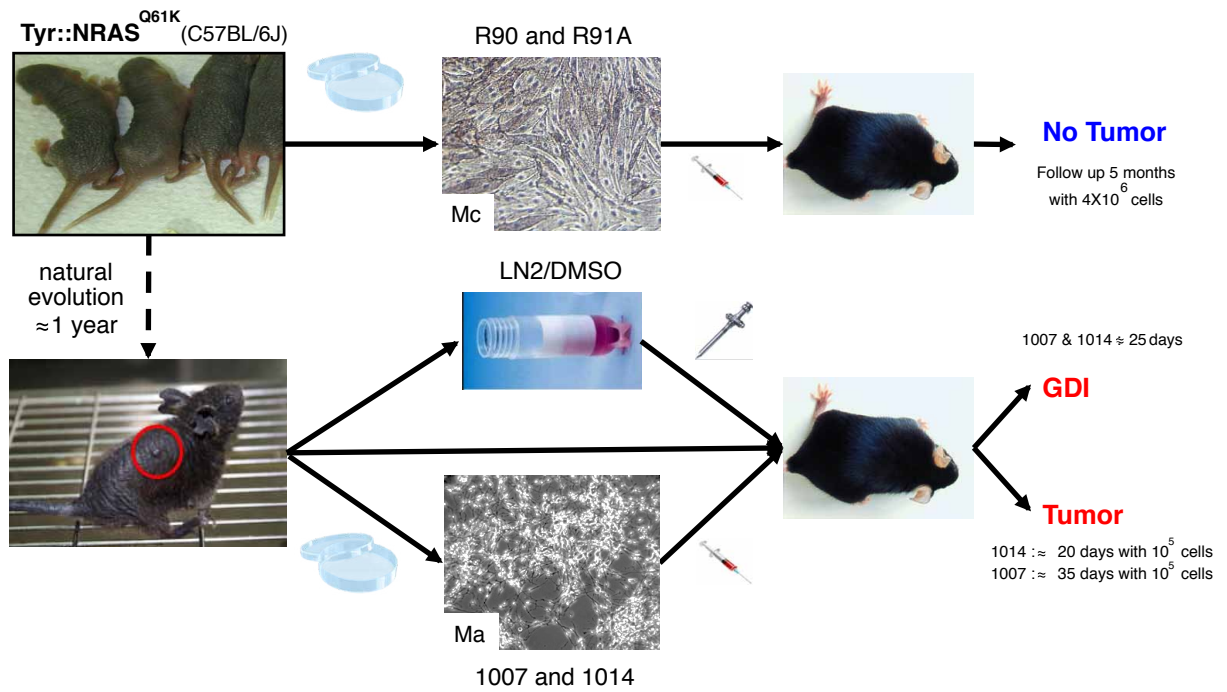 Tyr::NRAS^Q61K (C57BL/6J)
R90 and R91A
Mc
No Tumor
Follow up 5 months
with 4X10^6 cells
natural
evolution
≈1 year
LN2/DMSO
1007 & 1014 ≈ 25 days
GDI
Tumor
1014 :≈ 20 days with 10^5 cells
1007 :≈ 35 days with 10^5 cells
Ma
1007 and 1014